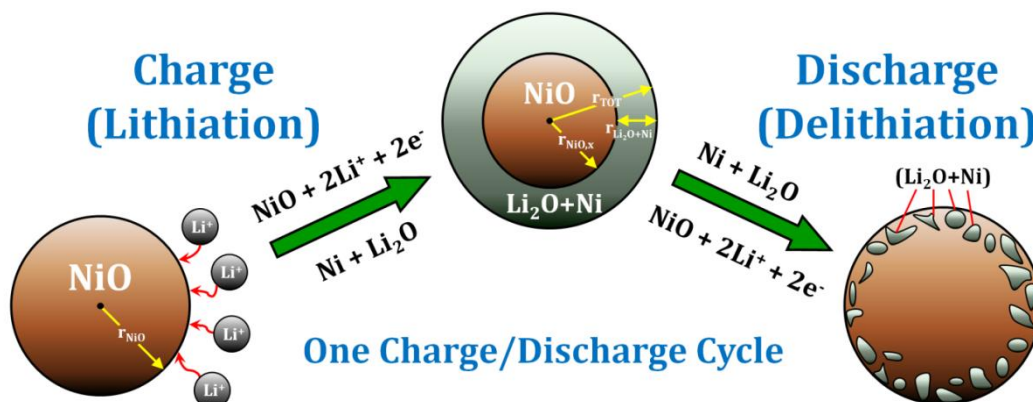 Charge
(Lithiation)
NiO
r_NiO
Li⁺
Li⁺
Li⁺
Li⁺
NiO + 2Li⁺ + 2e⁻
Ni + Li₂O
NiO
r_TOT
r_Li₂O+Ni
r_NiO,x
Li₂O+Ni
Discharge
(Delithiation)
Ni + Li₂O
NiO + 2Li⁺ + 2e⁻
(Li₂O+Ni)
One Charge/Discharge Cycle